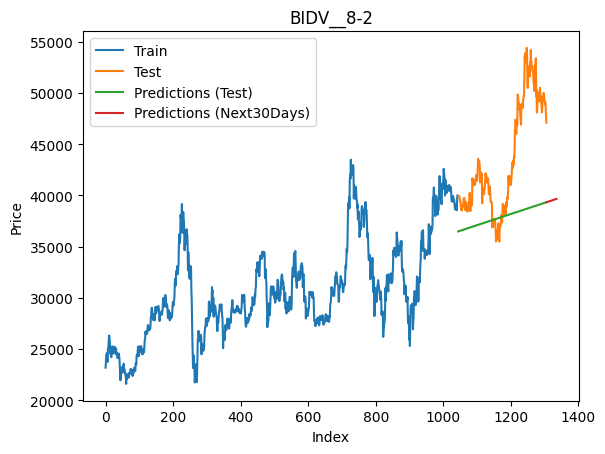 BIDV__8-2
Train
Test
Predictions (Test)
Predictions (Next30Days)
55000
50000
45000
40000
35000
30000
25000
20000
Price
0 200 400 600 800 1000 1200 1400
Index